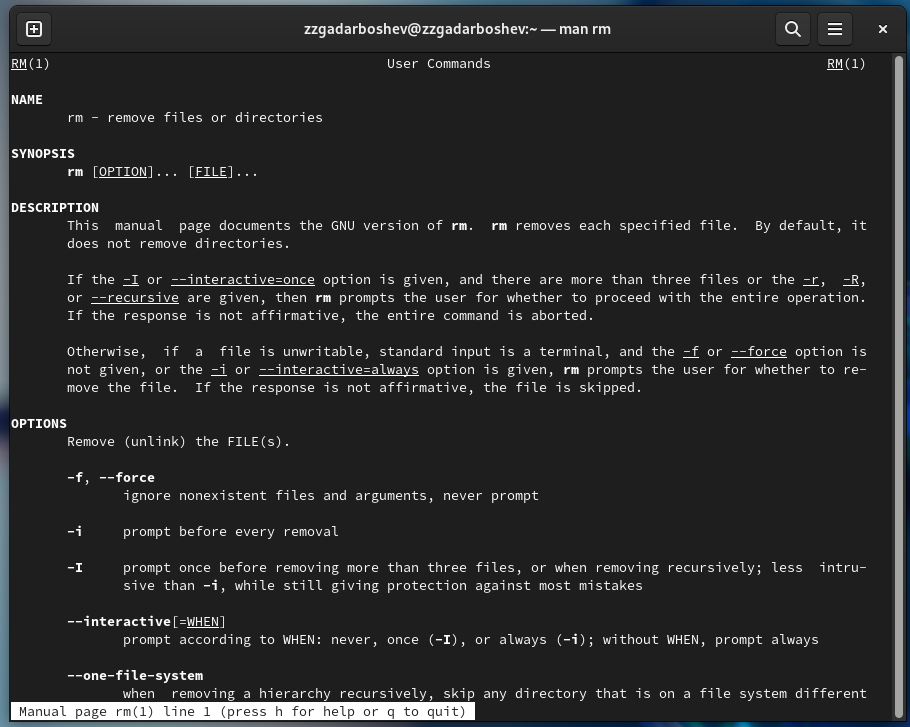 zzgadarboshev@zzgadarboshev:~ — man rm
RM(1) User Commands RM(1)
NAME
rm - remove files or directories
SYNOPSIS
rm [OPTION]... [FILE]...
DESCRIPTION
This manual page documents the GNU version of rm. rm removes each specified file. By default, it
does not remove directories.
If the -I or --interactive=once option is given, and there are more than three files or the -r, -R,
or --recursive are given, then rm prompts the user for whether to proceed with the entire operation.
If the response is not affirmative, the entire command is aborted.
Otherwise, if a file is unwritable, standard input is a terminal, and the -f or --force option is
not given, or the -i or --interactive=always option is given, rm prompts the user for whether to re-
move the file. If the response is not affirmative, the file is skipped.
OPTIONS
Remove (unlink) the FILE(s).
-f, --force
ignore nonexistent files and arguments, never prompt
-i prompt before every removal
-I prompt once before removing more than three files, or when removing recursively; less intru-
sive than -i, while still giving protection against most mistakes
--interactive[=WHEN]
prompt according to WHEN: never, once (-I), or always (-i); without WHEN, prompt always
--one-file-system
when removing a hierarchy recursively, skip any directory that is on a file system different
Manual page rm(1) line 1 (press h for help or q to quit)